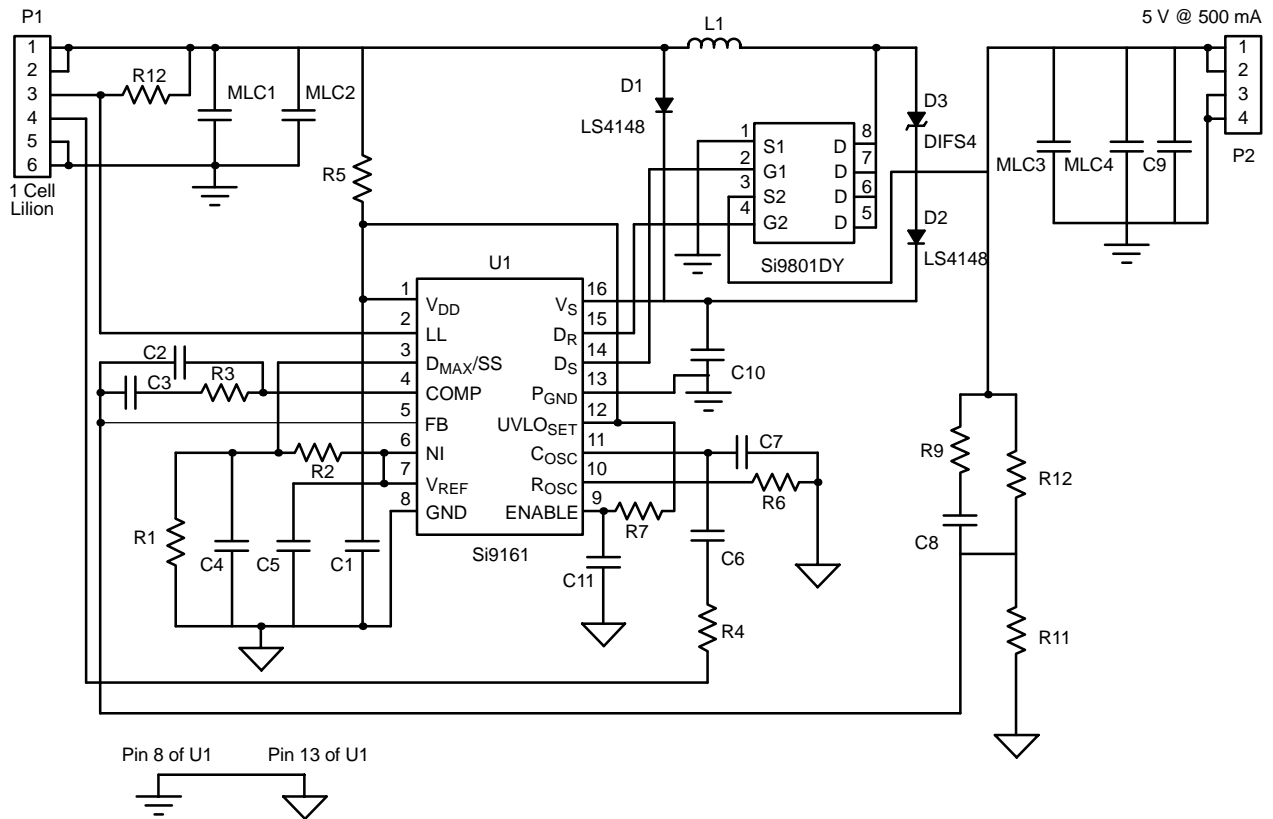 P1
L1
5 V @ 500 mA
1
2
3
4
5
6
1 Cell
Lilion
R12
MLC1
MLC2
R5
D1
LS4148
1
2
3
4
S1
G1
S2
G2
D
D
D
D
8
7
6
5
Si9801DY
D3
DIFS4
D2
LS4148
MLC3
MLC4
C9
1
2
3
4
P2
U1
1
2
3
4
5
6
7
8
VDD
LL
DMAX/SS
COMP
FB
NI
VREF
GND
VS
DR
DS
PGND
UVLOSET
COSC
ROSC
ENABLE
16
15
14
13
12
11
10
9
Si9161
C2
C3
R3
R2
R1
C4
C5
C1
C10
C7
R6
R7
C11
C6
R4
R9
C8
R12
R11
Pin 8 of U1
Pin 13 of U1